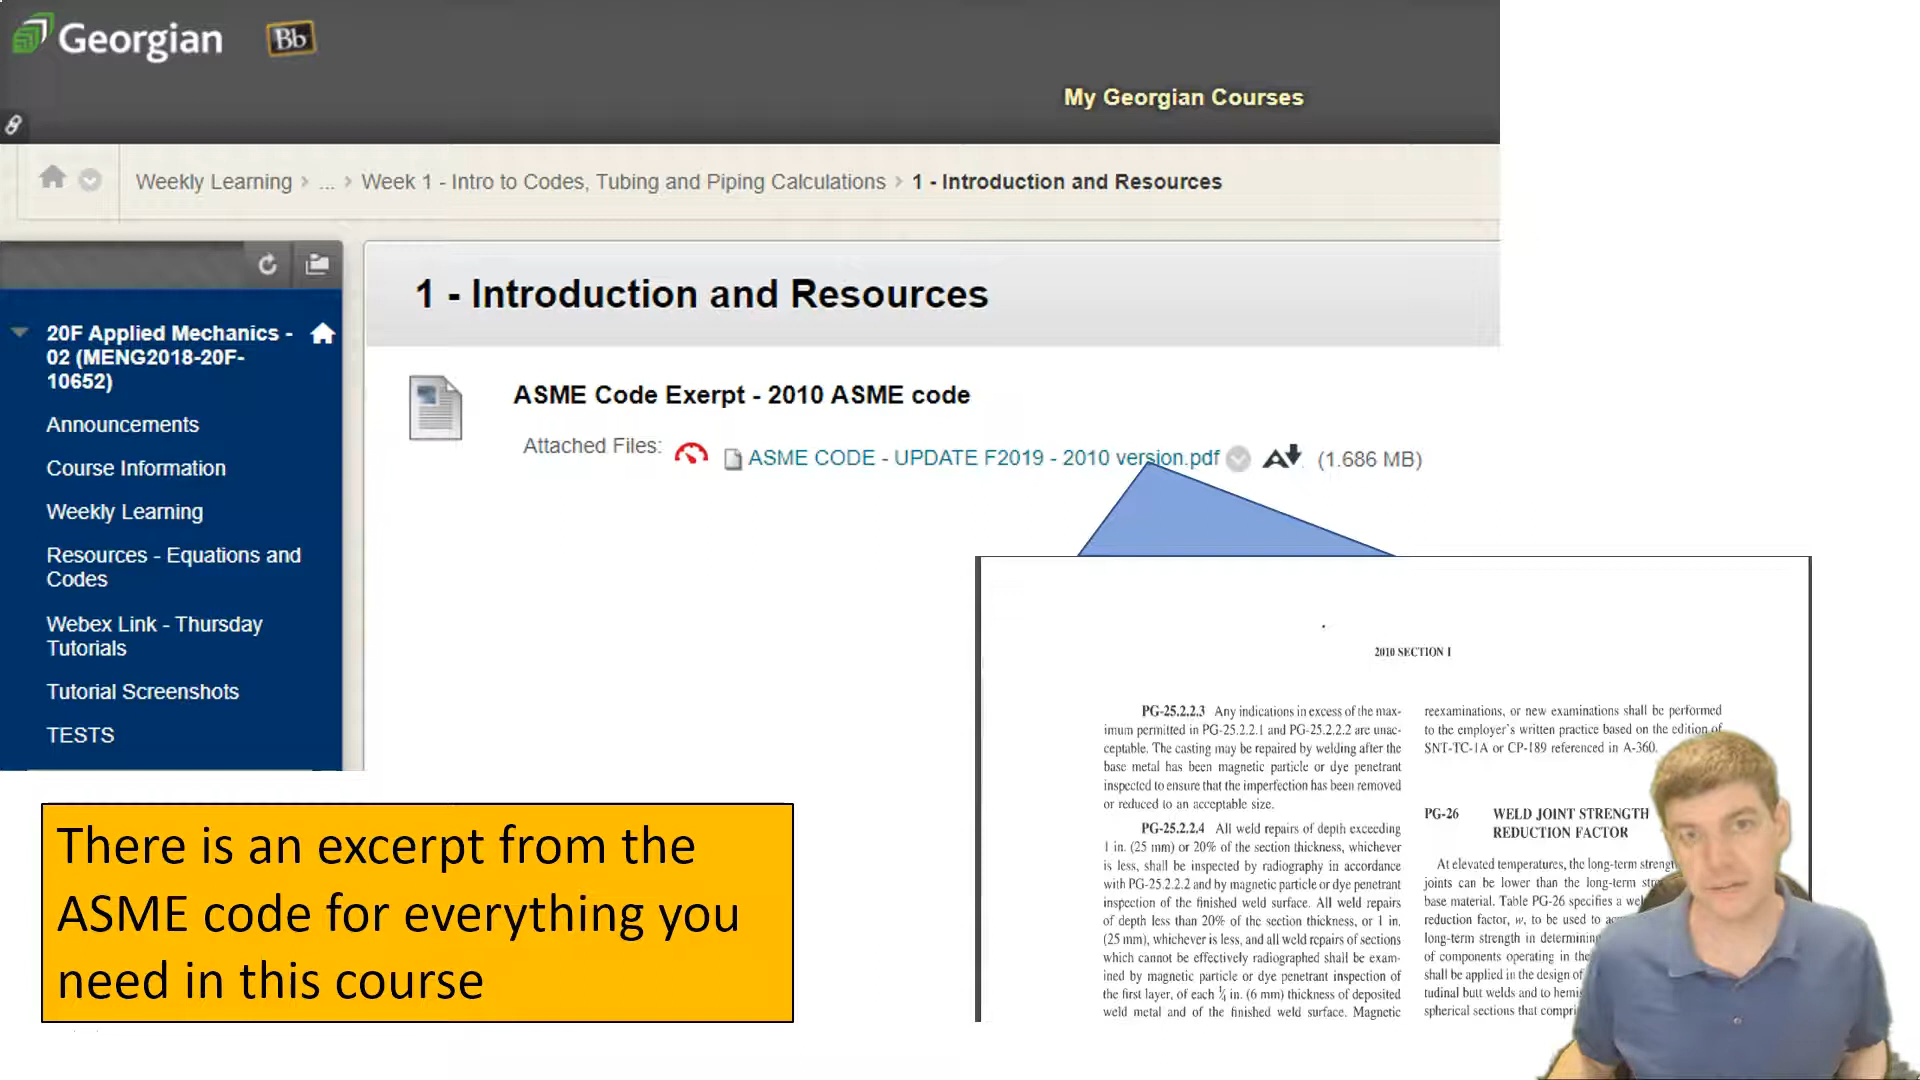 Georgian
Bb
My Georgian Courses
Weekly Learning > ... > Week 1 - Intro to Codes, Tubing and Piping Calculations > 1 - Introduction and Resources
1 - Introduction and Resources
20F Applied Mechanics -
02 (MENG2018-20F-
10652)
Announcements
Course Information
Weekly Learning
Resources - Equations and
Codes
Webex Link - Thursday
Tutorials
Tutorial Screenshots
TESTS
ASME Code Exerpt - 2010 ASME code
Attached Files: ASME CODE - UPDATE F2019 - 2010 version.pdf (1.686 MB)
There is an excerpt from the
ASME code for everything you
need in this course
2010 SECTION I
PG-25.2.2.3 Any indications in excess of the max-
imum permitted in PG-25.2.2.1 and PG-25.2.2.2 are unac-
ceptable. The casting may be repaired by welding after the
base metal has been magnetic particle or dye penetrant
inspected to ensure that the imperfection has been removed
or reduced to an acceptable size.
PG-25.2.2.4 All weld repairs of depth exceeding
1 in. (25 mm) or 20% of the section thickness, whichever
is less, shall be inspected by radiography in accordance
with PG-25.2.2.2 and by magnetic particle or dye penetrant
inspection of the finished weld surface. All weld repairs
of depth less than 20% of the section thickness, or 1 in.
(25 mm), whichever is less, and all weld repairs of sections
which cannot be effectively radiographed shall be exam-
ined by magnetic particle or dye penetrant inspection of
the first layer, of each 1/4 in. (6 mm) thickness of deposited
weld metal and of the finished weld surface. Magnetic
reexaminations, or new examinations shall be performed
to the employer's written practice based on the edition of
SNT-TC-1A or CP-189 referenced in A-360.
PG-26 WELD JOINT STRENGTH
REDUCTION FACTOR
At elevated temperatures, the long-term
joints can be lower than the long-term
base material. Table PG-26 specifies a
reduction factor, w, to be used to
long-term strength in
of components operating in the
shall be applied in the design of
tudinal butt welds and to
spherical sections that